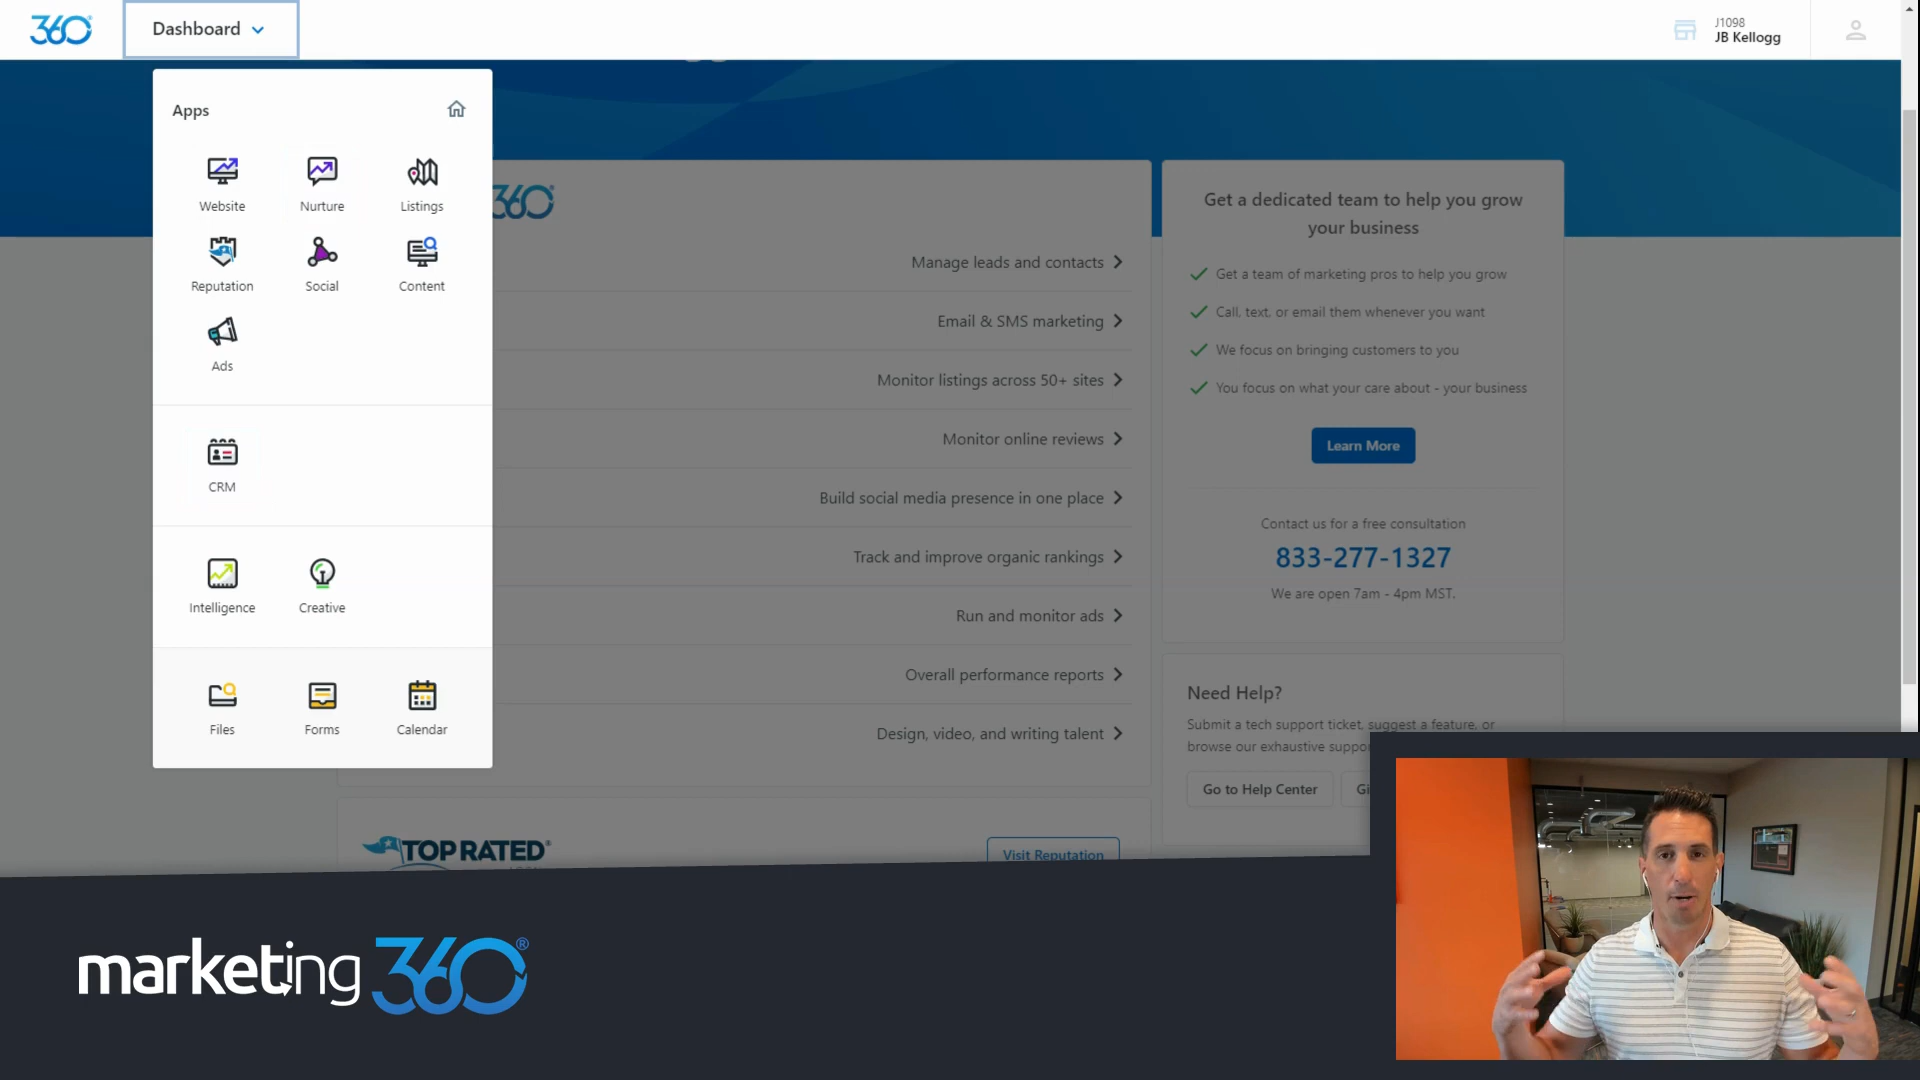 360
Dashboard
J1098
JB Kellogg
Apps
Website
Nurture
Listings
Reputation
Social
Content
Ads
CRM
Intelligence
Creative
Files
Forms
Calendar
360
Manage leads and contacts
Email & SMS marketing
Monitor listings across 50+ sites
Monitor online reviews
Build social media presence in one place
Track and improve organic rankings
Run and monitor ads
Overall performance reports
Design, video, and writing talent
TOP RATED
Visit Reputation
Get a dedicated team to help you grow
your business
Get a team of marketing pros to help you grow
Call, text, or email them whenever you want
We focus on bringing customers to you
You focus on what your care about - your business
Learn More
Contact us for a free consultation
833-277-1327
We are open 7am - 4pm MST.
Need Help?
Submit a tech support ticket, suggest a feature, or
browse our exhaustive
Go to Help Center
marketing 360®